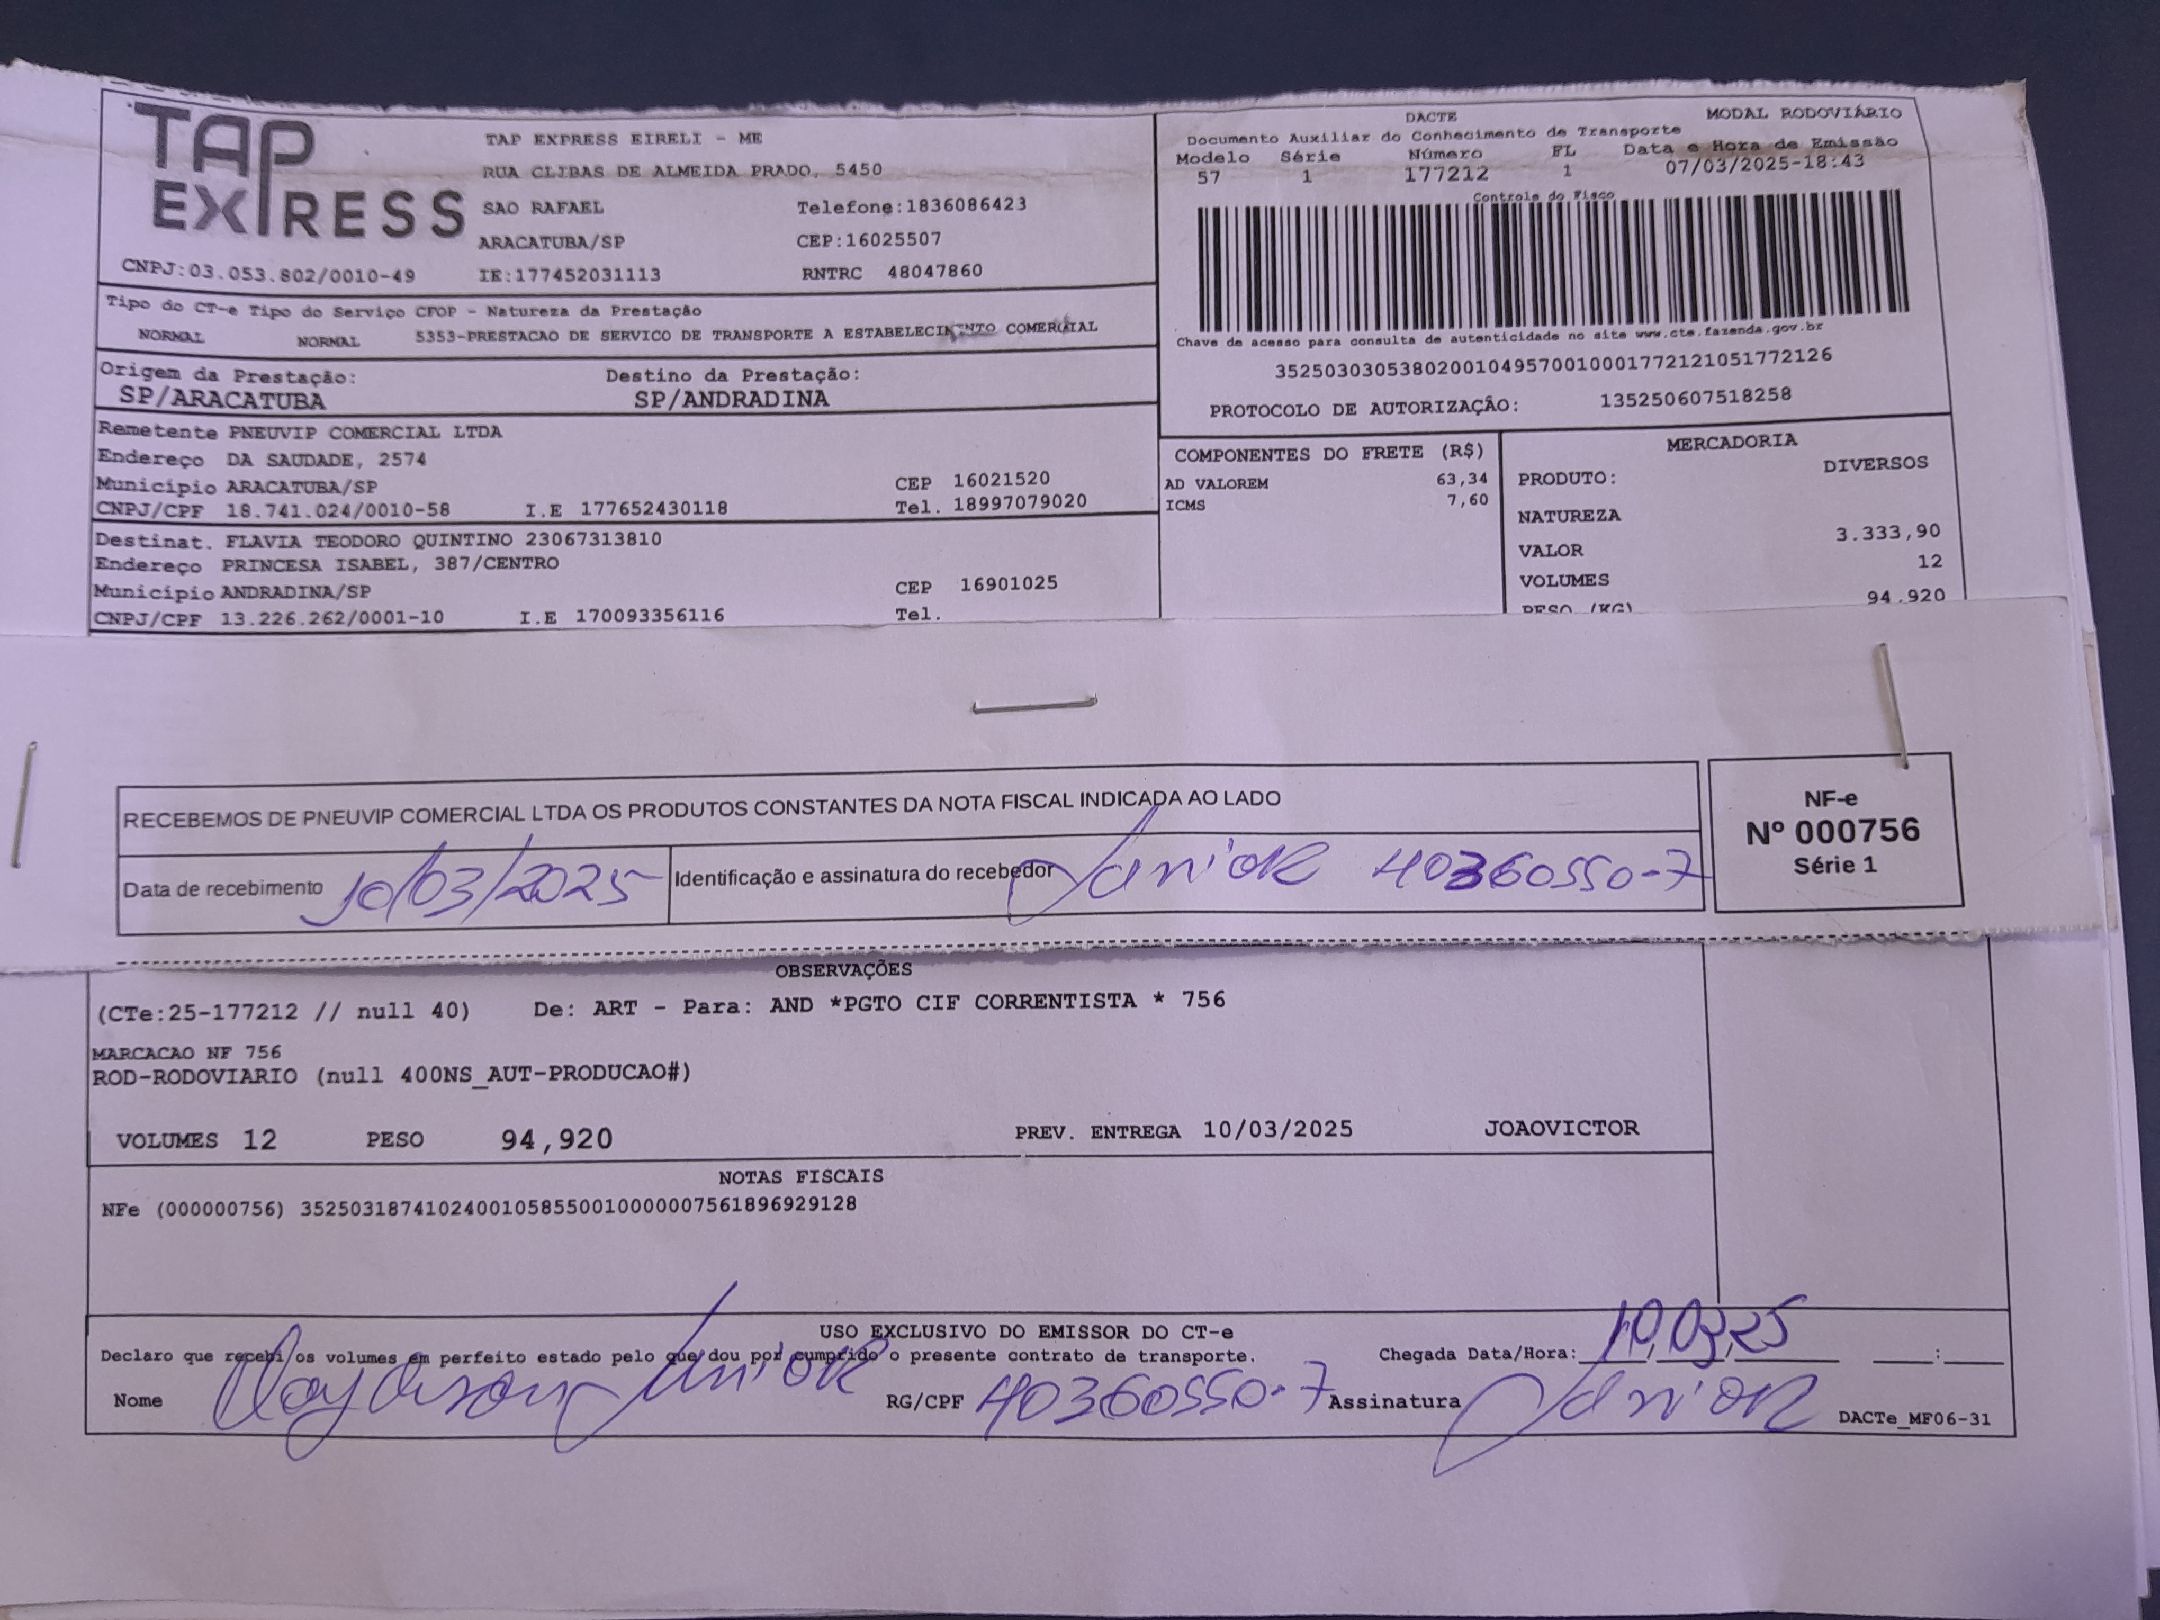 TAP EXPRESS
TAP EXPRESS EIRELI - ME
RUA CLIBAS DE ALMEIDA PRADO, 5450
SAO RAFAEL Telefone:1836086423
ARACATUBA/SP CEP:16025507
CNPJ:03.053.802/0010-49 IE:177452031113 RNTRC 48047860
DACTE MODAL RODOVIÁRIO
Documento Auxiliar do Conhecimento de Transporte
Modelo Série Número FL Data e Hora de Emissão
57 1 177212 1 07/03/2025-18:43
Controle do Fisco
Chave de acesso para consulta de autenticidade no site www.cte.fazenda.gov.br
35250303053802001049570010001772121051772126
PROTOCOLO DE AUTORIZAÇÃO: 135250607518258
Tipo do CT-e Tipo do Serviço CFOP - Natureza da Prestação
NORMAL NORMAL 5353-PRESTACAO DE SERVICO DE TRANSPORTE A ESTABELECIMENTO COMERCIAL
Origem da Prestação: Destino da Prestação:
SP/ARACATUBA SP/ANDRADINA
Remetente PNEUVIP COMERCIAL LTDA
Endereço DA SAUDADE, 2574
Município ARACATUBA/SP CEP 16021520
CNPJ/CPF 18.741.024/0010-58 I.E 177652430118 Tel. 18997079020
Destinat. FLAVIA TEODORO QUINTINO 23067313810
Endereço PRINCESA ISABEL, 387/CENTRO
Município ANDRADINA/SP CEP 16901025
CNPJ/CPF 13.226.262/0001-10 I.E 170093356116 Tel.
COMPONENTES DO FRETE (R$)
AD VALOREM 63,34
ICMS 7,60
MERCADORIA
PRODUTO: DIVERSOS
NATUREZA
VALOR 3.333,90
VOLUMES 12
PESO (KG) 94,920
RECEBEMOS DE PNEUVIP COMERCIAL LTDA OS PRODUTOS CONSTANTES DA NOTA FISCAL INDICADA AO LADO
Data de recebimento 10/03/2025 Identificação e assinatura do recebedor Junior 40360550-7
NF-e
Nº 000756
Série 1
OBSERVAÇÕES
(CTe:25-177212 // null 40) De: ART - Para: AND *PGTO CIF CORRENTISTA * 756
MARCACAO NF 756
ROD-RODOVIARIO (null 400NS_AUT-PRODUCAO#)
VOLUMES 12 PESO 94,920 PREV. ENTREGA 10/03/2025 JOAOVICTOR
NOTAS FISCAIS
NFe (000000756) 35250318741024001058550010000007561896929128
USO EXCLUSIVO DO EMISSOR DO CT-e
Declaro que recebi os volumes em perfeito estado pelo que dou por cumprido o presente contrato de transporte. Chegada Data/Hora: 10,03,25 :
Nome Junior RG/CPF 40360550-7 Assinatura Junior DACTe_MF06-31